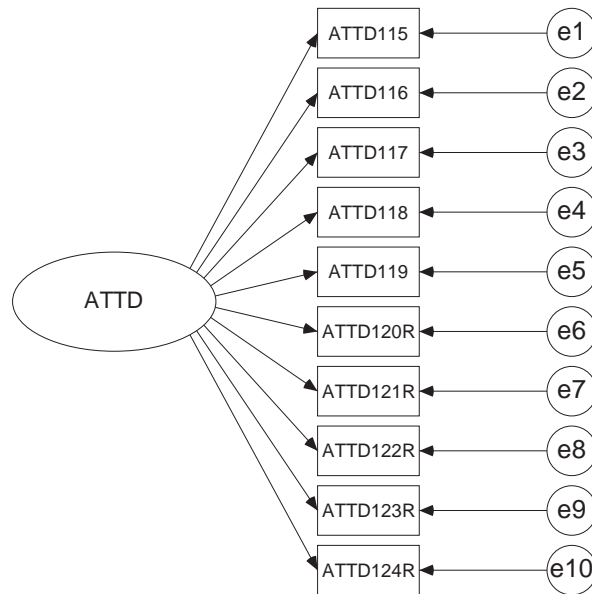 ATTD115 e1
ATTD116 e2
ATTD117 e3
ATTD118 e4
ATTD119 e5
ATTD
ATTD120R e6
ATTD121R e7
ATTD122R e8
ATTD123R e9
ATTD124R e10